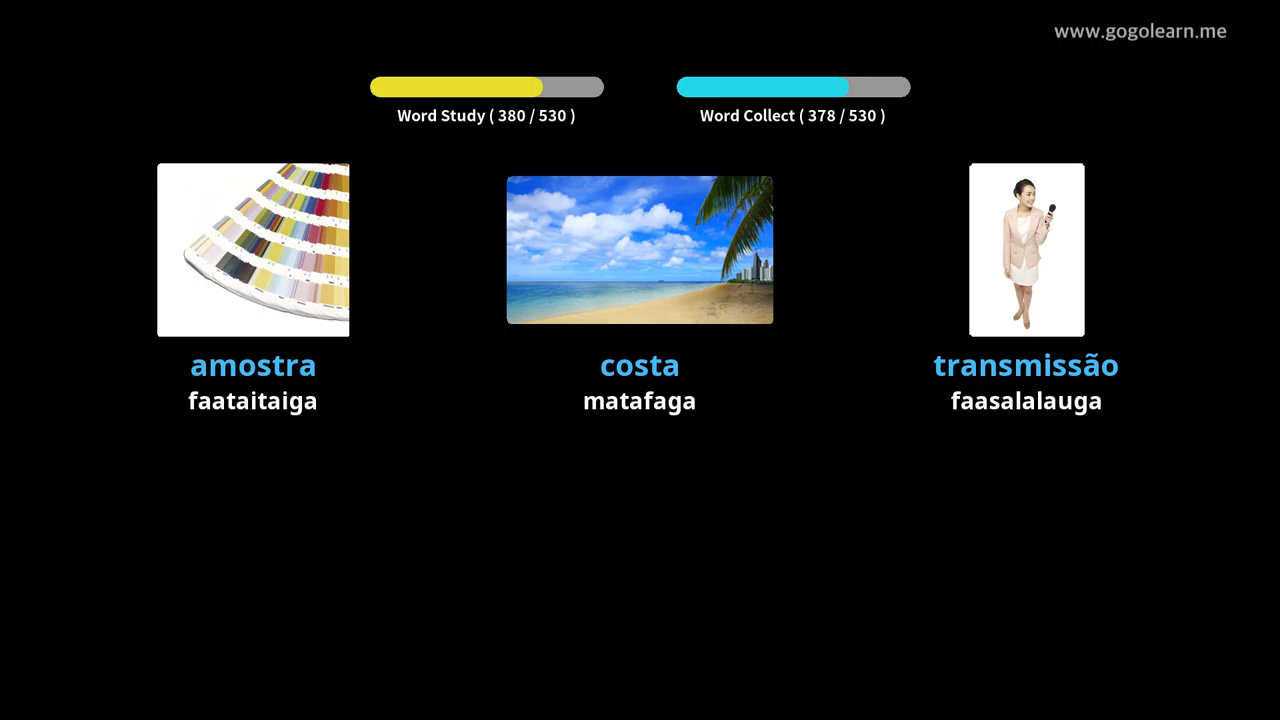 www.gogolearn.me
Word Study ( 380 / 530 )
Word Collect ( 378 / 530 )
amostra
faataitaiga
costa
matafaga
transmissão
faasalalauga